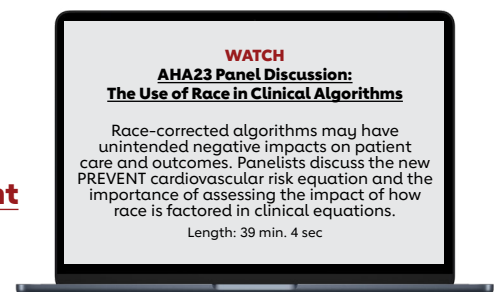 WATCH
AHA23 Panel Discussion:
The Use of Race in Clinical Algorithms
Race-corrected algorithms may have
unintended negative impacts on patient
care and outcomes. Panelists discuss the new
PREVENT cardiovascular risk equation and the
importance of assessing the impact of how
race is factored in clinical equations.
Length: 39 min. 4 sec